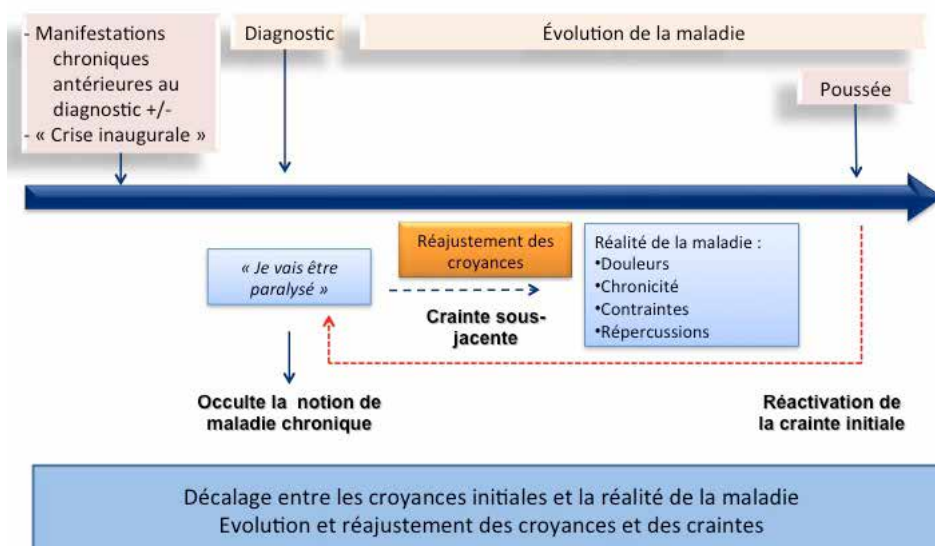 - Manifestations
chroniques
antérieures au
diagnostic +/-
- « Crise inaugurale »
Diagnostic
Évolution de la maladie
Poussée
« Je vais être
paralysé »
Réajustement des
croyances
Crainte sous-
jacente
Réalité de la maladie :
•Douleurs
•Chronicité
•Contraintes
•Répercussions
Occulte la notion de
maladie chronique
Réactivation de
la crainte initiale
Décalage entre les croyances initiales et la réalité de la maladie
Evolution et réajustement des croyances et des craintes